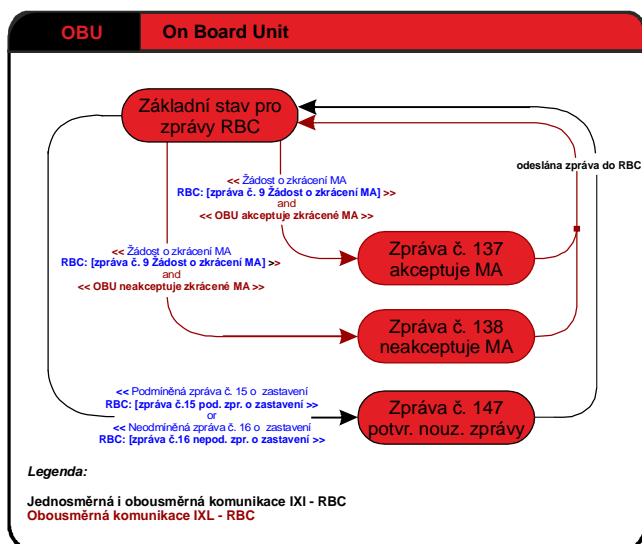 OBU
On Board Unit
Základní stav pro
zprávy RBC
odeslána zpráva do RBC
<< Žádost o zkrácení MA
RBC: [zpráva č. 9 Žádost o zkrácení MA] >>
and
<< OBU akceptuje zkrácené MA >>
Zpráva č. 137
akceptuje MA
<< Žádost o zkrácení MA
RBC: [zpráva č. 9 Žádost o zkrácení MA] >>
and
<< OBU neakceptuje zkrácené MA >>
Zpráva č. 138
neakceptuje MA
<< Podmíněná zpráva č. 15 o zastavení
RBC: [zpráva č.15 pod. zpr. o zastavení >>
or
<< Neodmíněná zpráva č. 16 o zastavení
RBC: [zpráva č.16 nepod. zpr. o zastavení >>
Zpráva č. 147
potvr. nouz. zprávy
Legenda:
Jednosměrná i obousměrná komunikace IXl - RBC
Obousměrná komunikace IXL - RBC